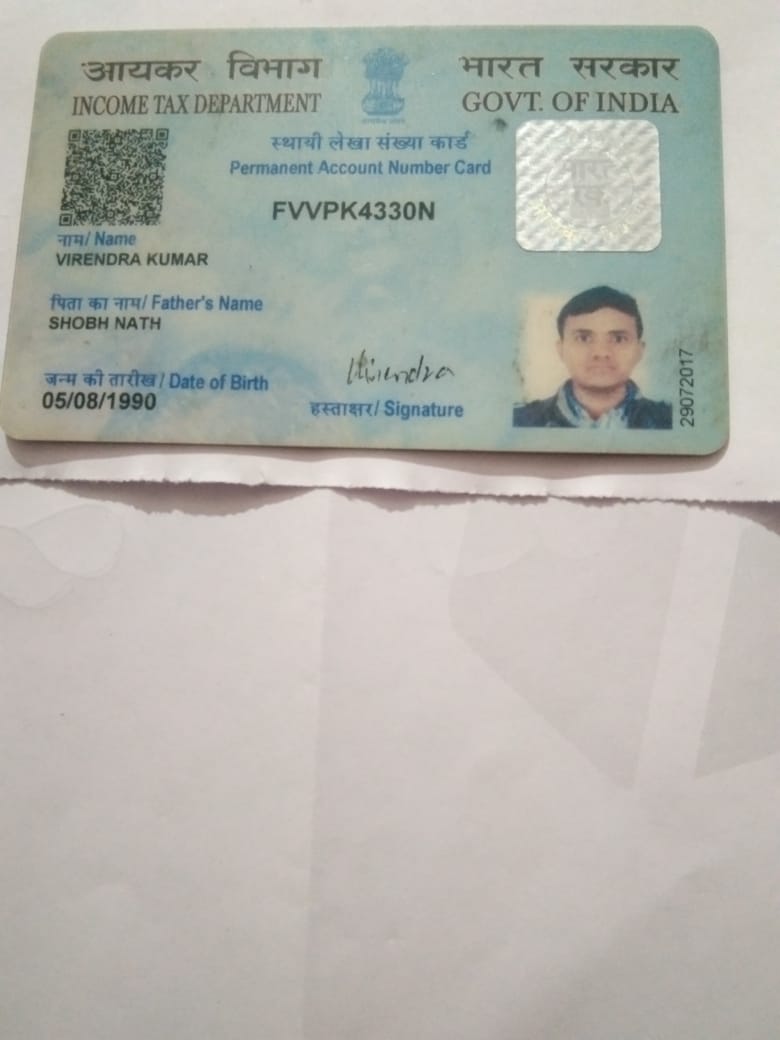 आयकर विभाग
INCOME TAX DEPARTMENT
भारत सरकार
GOVT. OF INDIA
स्थायी लेखा संख्या कार्ड
Permanent Account Number Card
FVVPK4330N
नाम/ Name
VIRENDRA KUMAR
पिता का नाम/ Father's Name
SHOBH NATH
जन्म की तारीख/ Date of Birth
05/08/1990
Virendra
हस्ताक्षर/ Signature
29072017